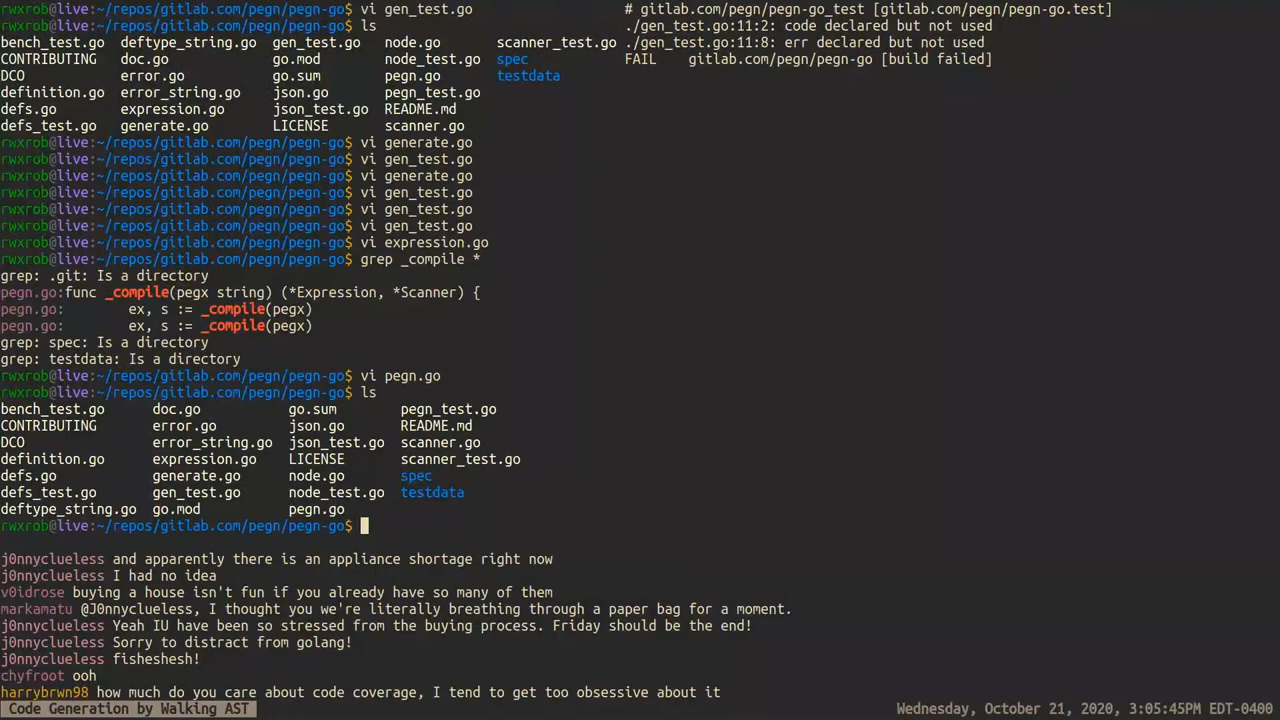 rwxrob@live:~/repos/gitlab.com/pegn/pegn-go$ vi gen_test.go
rwxrob@live:~/repos/gitlab.com/pegn/pegn-go$ ls
bench_test.go  deftype_string.go  gen_test.go  node.go       scanner_test.go
CONTRIBUTING   doc.go             go.mod       node_test.go  spec
DCO            error.go           go.sum       pegn.go       testdata
definition.go  error_string.go    json.go      pegn_test.go
defs.go        expression.go      json_test.go  README.md
defs_test.go   generate.go        LICENSE      scanner.go
rwxrob@live:~/repos/gitlab.com/pegn/pegn-go$ vi generate.go
rwxrob@live:~/repos/gitlab.com/pegn/pegn-go$ vi gen_test.go
rwxrob@live:~/repos/gitlab.com/pegn/pegn-go$ vi generate.go
rwxrob@live:~/repos/gitlab.com/pegn/pegn-go$ vi gen_test.go
rwxrob@live:~/repos/gitlab.com/pegn/pegn-go$ vi gen_test.go
rwxrob@live:~/repos/gitlab.com/pegn/pegn-go$ vi gen_test.go
rwxrob@live:~/repos/gitlab.com/pegn/pegn-go$ vi expression.go
rwxrob@live:~/repos/gitlab.com/pegn/pegn-go$ grep _compile *
grep: .git: Is a directory
pegn.go:func _compile(pegx string) (*Expression, *Scanner) {
pegn.go:        ex, s := _compile(pegx)
pegn.go:        ex, s := _compile(pegx)
grep: spec: Is a directory
grep: testdata: Is a directory
rwxrob@live:~/repos/gitlab.com/pegn/pegn-go$ vi pegn.go
rwxrob@live:~/repos/gitlab.com/pegn/pegn-go$ ls
bench_test.go      doc.go           go.sum        pegn_test.go
CONTRIBUTING       error.go         json.go       README.md
DCO                error_string.go  json_test.go  scanner.go
definition.go      expression.go    LICENSE       scanner_test.go
defs.go            generate.go      node.go       spec
defs_test.go       gen_test.go      node_test.go  testdata
deftype_string.go  go.mod           pegn.go
rwxrob@live:~/repos/gitlab.com/pegn/pegn-go$
# gitlab.com/pegn/pegn-go_test [gitlab.com/pegn/pegn-go.test]
./gen_test.go:11:2: code declared but not used
./gen_test.go:11:8: err declared but not used
FAIL    gitlab.com/pegn/pegn-go [build failed]
j0nnyclueless and apparently there is an appliance shortage right now
j0nnyclueless I had no idea
v0idrose buying a house isn't fun if you already have so many of them
markamatu @J0nnyclueless, I thought you we're literally breathing through a paper bag for a moment.
j0nnyclueless Yeah IU have been so stressed from the buying process. Friday should be the end!
j0nnyclueless Sorry to distract from golang!
j0nnyclueless fisheshesh!
chyfroot ooh
harrybrwn98 how much do you care about code coverage, I tend to get too obsessive about it
Code Generation by Walking AST
Wednesday, October 21, 2020, 3:05:45PM EDT-0400